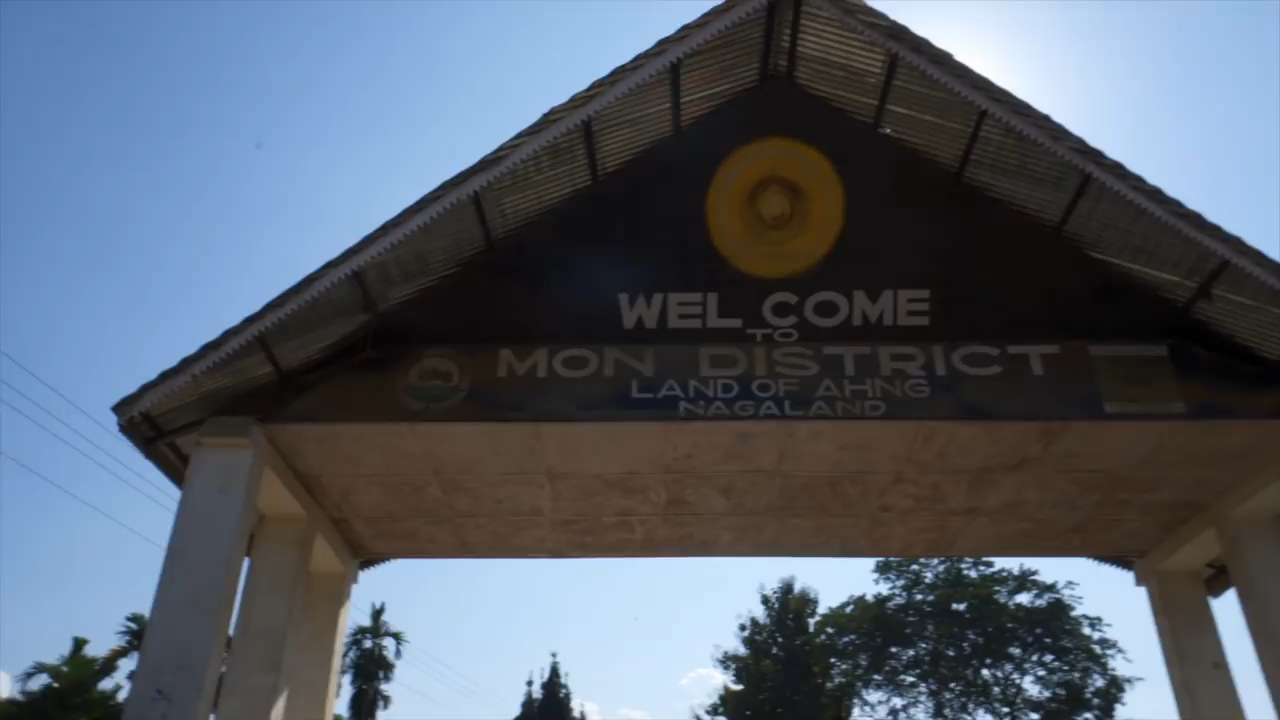 WEL COME
TO
MON DISTRICT
LAND OF AHNG
NAGALAND